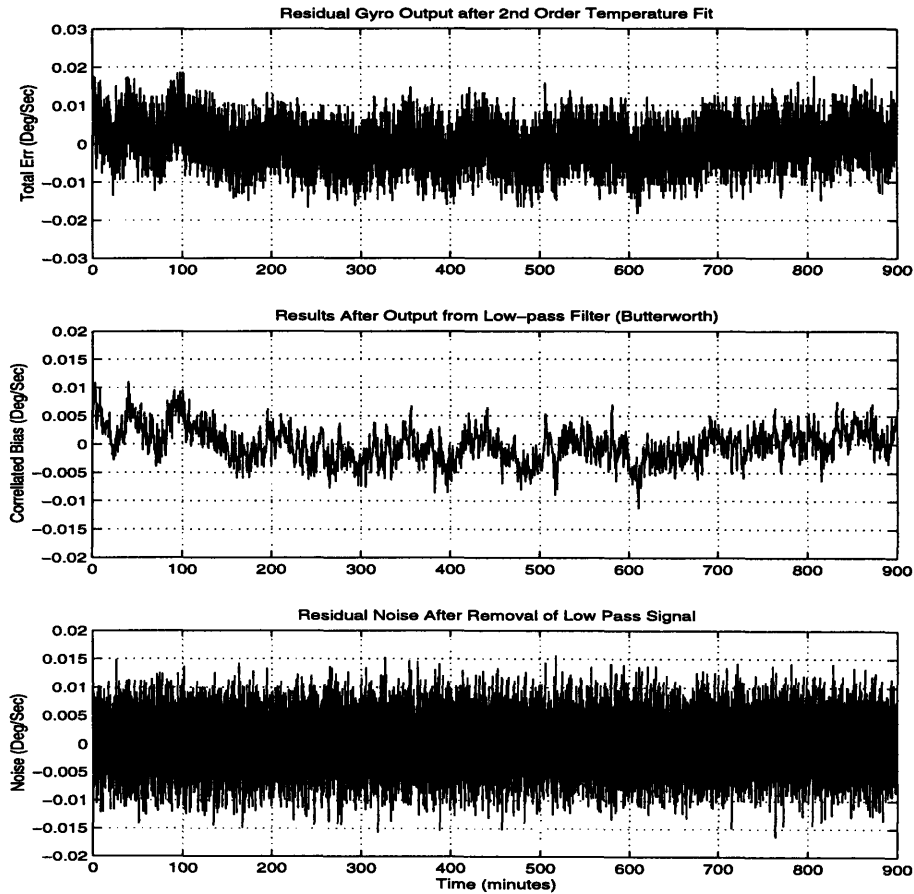 Residual Gyro Output after 2nd Order Temperature Fit
0.03
0.02
0.01
0
−0.01
−0.02
−0.03
Total Err (Deg/Sec)
0 100 200 300 400 500 600 700 800 900
Results After Output from Low−pass Filter (Butterworth)
0.02
0.015
0.01
0.005
0
−0.005
−0.01
−0.015
−0.02
Correllated Bias (Deg/Sec)
0 100 200 300 400 500 600 700 800 900
Residual Noise After Removal of Low Pass Signal
0.02
0.015
0.01
0.005
0
−0.005
−0.01
−0.015
−0.02
Noise (Deg/Sec)
0 100 200 300 400 500 600 700 800 900
Time (minutes)